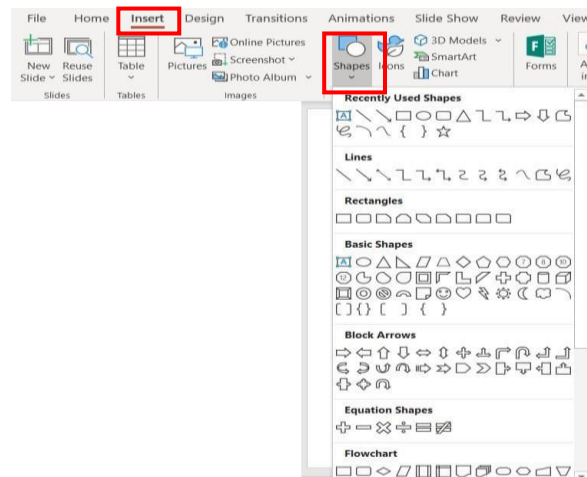 File Home Insert Design Transitions Animations Slide Show Review View
New Slide
Reuse Slides
Table
Pictures
Online Pictures
Screenshot
Photo Album
Shapes
Icons
3D Models
SmartArt
Chart
Forms
Slides Tables Images
Recently Used Shapes
Lines
Rectangles
Basic Shapes
Block Arrows
Equation Shapes
Flowchart